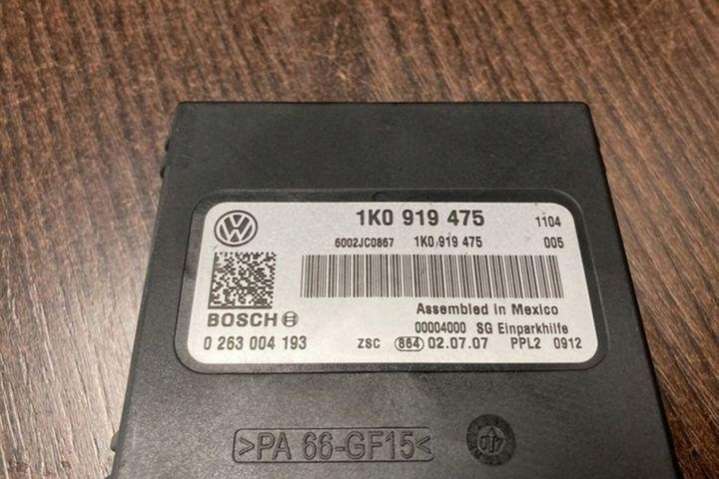 1K0 919 475 1104
6002JC0867 1K0 919 475 005
BOSCH
Assembled in Mexico
00004000 SG Einparkhilfe
0 263 004 193 ZSC 864 02.07.07 PPL2 0912
>PA 66-GF15<